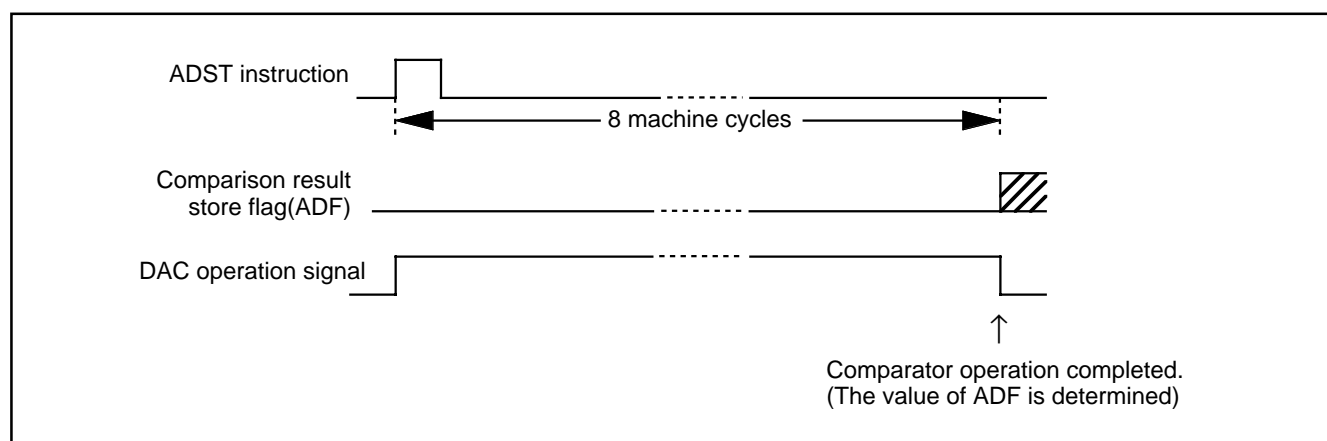 ADST instruction
8 machine cycles
Comparison result
store flag(ADF)
DAC operation signal
Comparator operation completed.
(The value of ADF is determined)